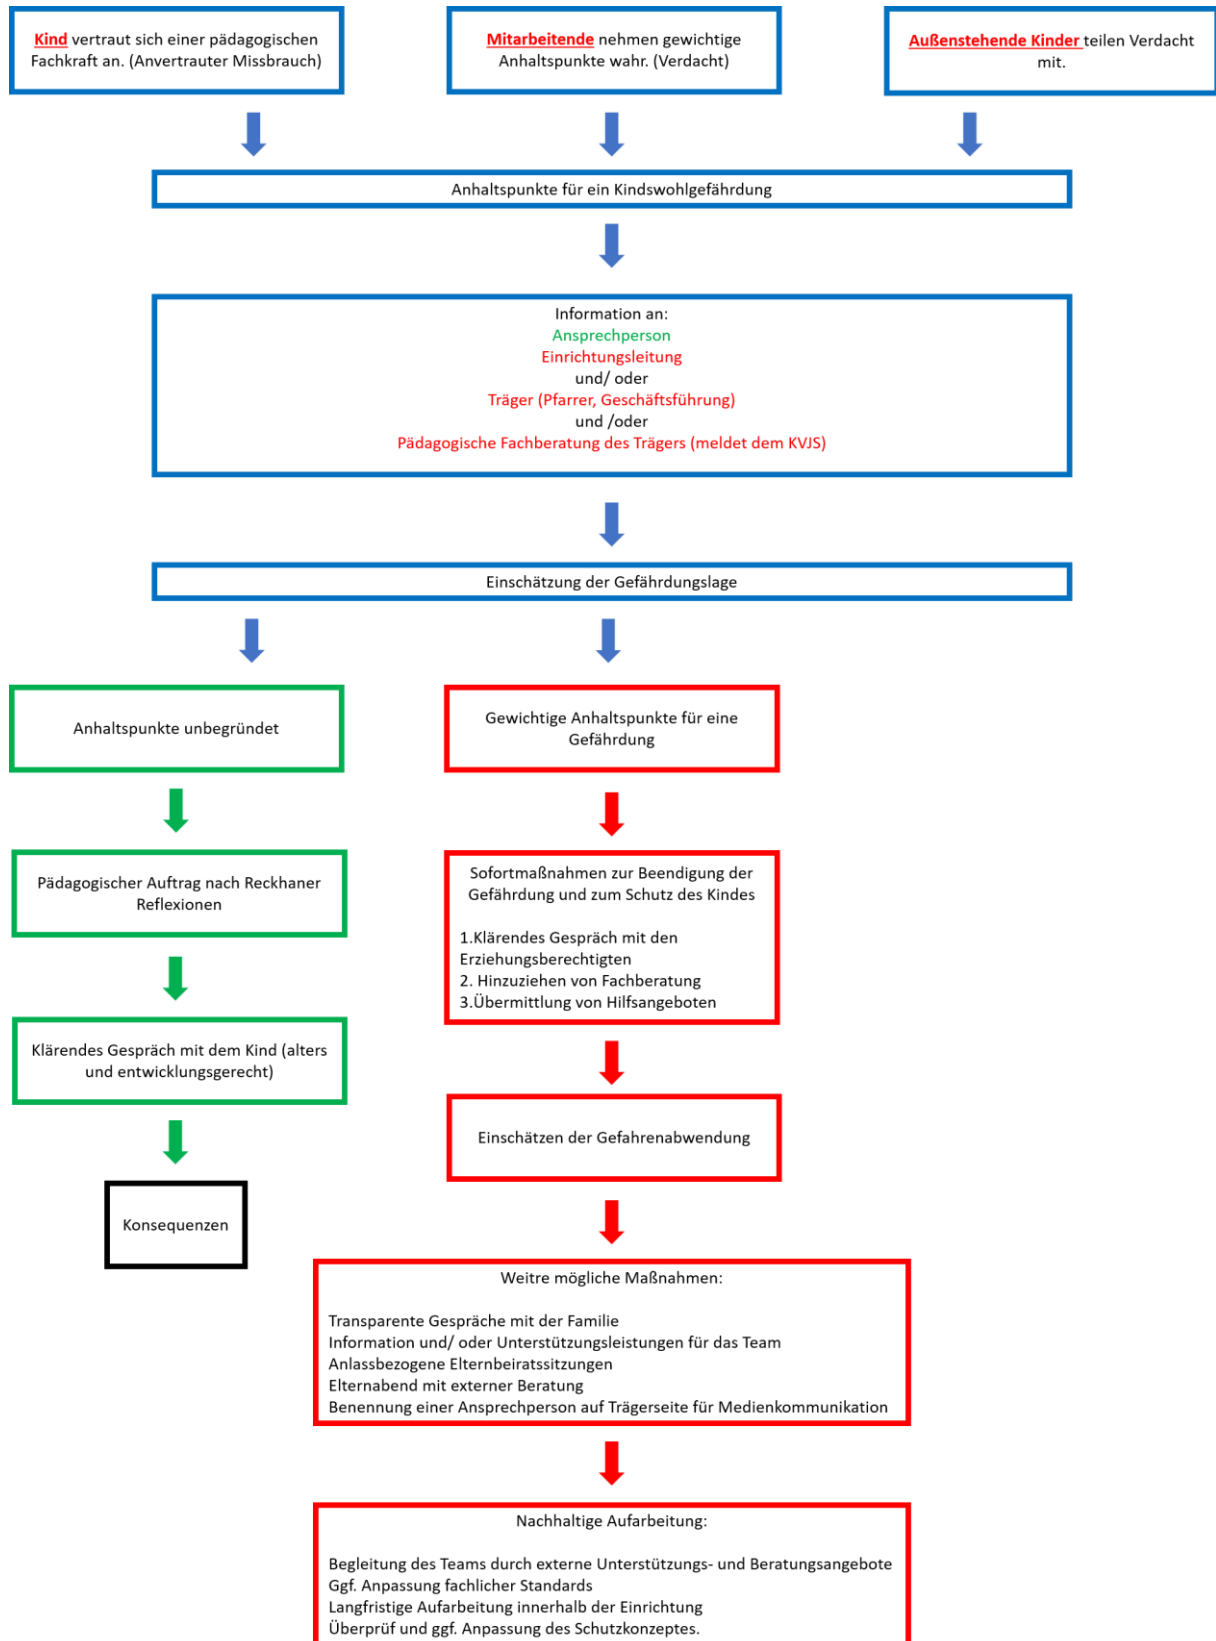 Kind vertraut sich einer pädagogischen
Fachkraft an. (Anvertrauter Missbrauch)
Mitarbeitende nehmen gewichtige
Anhaltspunkte wahr. (Verdacht)
Außenstehende Kinder teilen Verdacht
mit.
Anhaltspunkte für ein Kindswohlgefährdung
Information an:
Ansprechperson
Einrichtungsleitung
und/ oder
Träger (Pfarrer, Geschäftsführung)
und /oder
Pädagogische Fachberatung des Trägers (meldet dem KVJS)
Einschätzung der Gefährdungslage
Anhaltspunkte unbegründet
Pädagogischer Auftrag nach Reckhaner
Reflexionen
Klärendes Gespräch mit dem Kind (alters
und entwicklungsgerecht)
Konsequenzen
Gewichtige Anhaltspunkte für eine
Gefährdung
Sofortmaßnahmen zur Beendigung der
Gefährdung und zum Schutz des Kindes
1.Klärendes Gespräch mit den
Erziehungsberechtigten
2. Hinzuziehen von Fachberatung
3.Übermittlung von Hilfsangeboten
Einschätzen der Gefahrenabwendung
Weitre mögliche Maßnahmen:
Transparente Gespräche mit der Familie
Information und/ oder Unterstützungsleistungen für das Team
Anlassbezogene Elternbeiratssitzungen
Elternabend mit externer Beratung
Benennung einer Ansprechperson auf Trägerseite für Medienkommunikation
Nachhaltige Aufarbeitung:
Begleitung des Teams durch externe Unterstützungs- und Beratungsangebote
Ggf. Anpassung fachlicher Standards
Langfristige Aufarbeitung innerhalb der Einrichtung
Überprüf und ggf. Anpassung des Schutzkonzeptes.